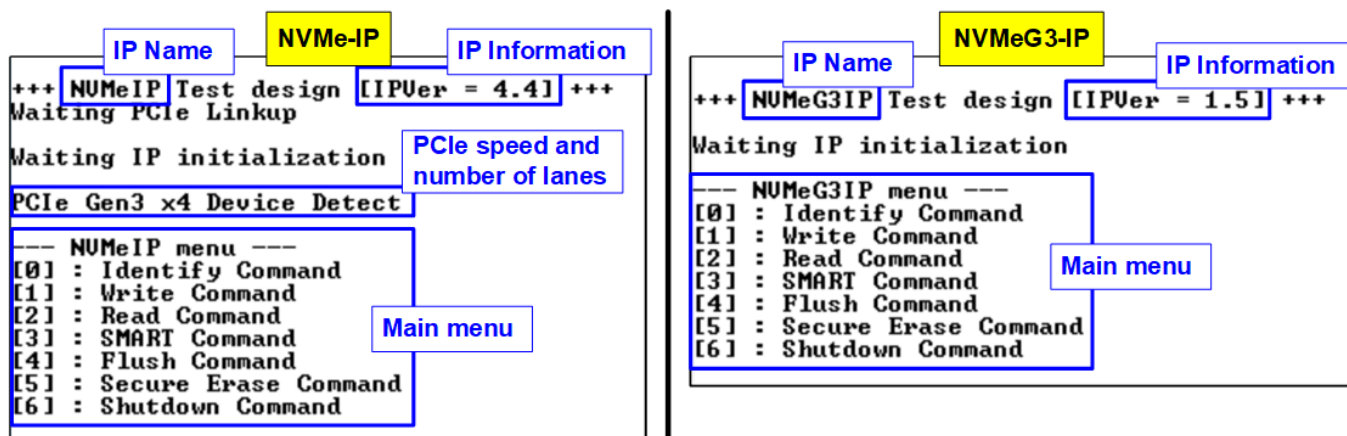 NVMe-IP
IP Name
IP Information
+++ NVMeIP Test design [IPVer = 4.4] +++
Waiting PCIe Linkup
Waiting IP initialization
PCIe speed and
number of lanes
PCIe Gen3 x4 Device Detect
--- NVMeIP menu ---
[0] : Identify Command
[1] : Write Command
[2] : Read Command
[3] : SMART Command
[4] : Flush Command
[5] : Secure Erase Command
[6] : Shutdown Command
Main menu
NVMeG3-IP
IP Name
IP Information
+++ NVMeG3IP Test design [IPVer = 1.5] +++
Waiting IP initialization
--- NVMeG3IP menu ---
[0] : Identify Command
[1] : Write Command
[2] : Read Command
[3] : SMART Command
[4] : Flush Command
[5] : Secure Erase Command
[6] : Shutdown Command
Main menu